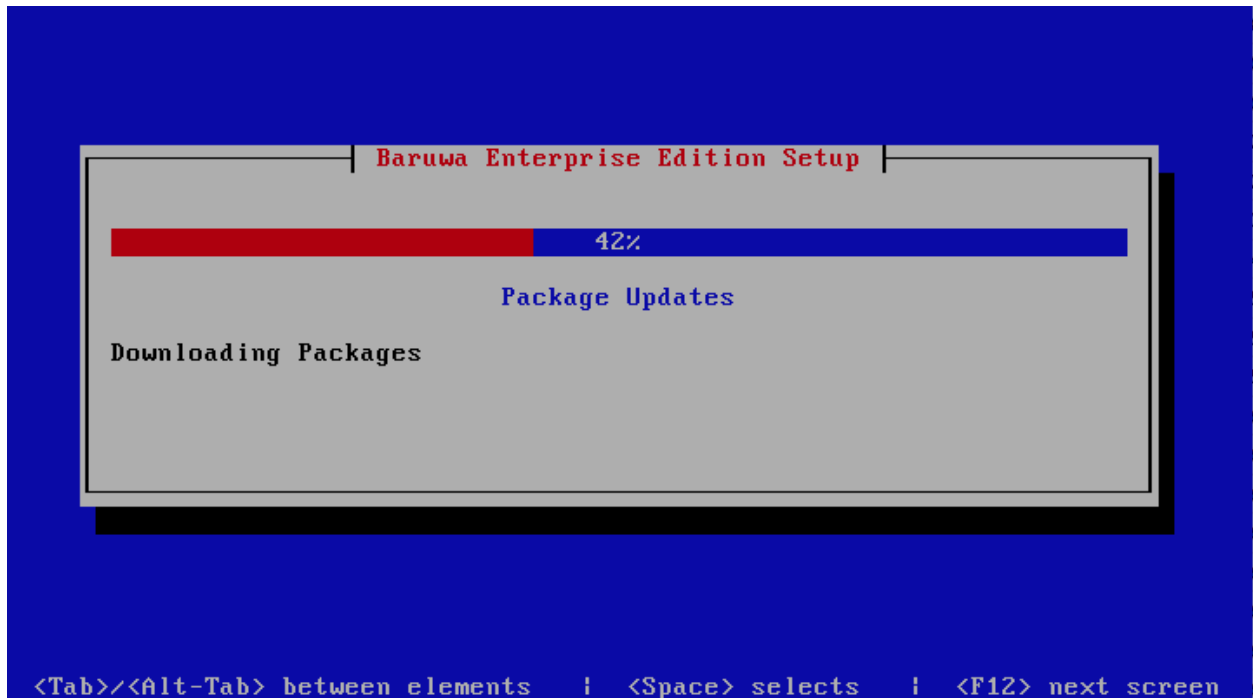 Baruwa Enterprise Edition Setup
42%
Package Updates
Downloading Packages
<Tab>/<Alt-Tab> between elements | <Space> selects | <F12> next screen